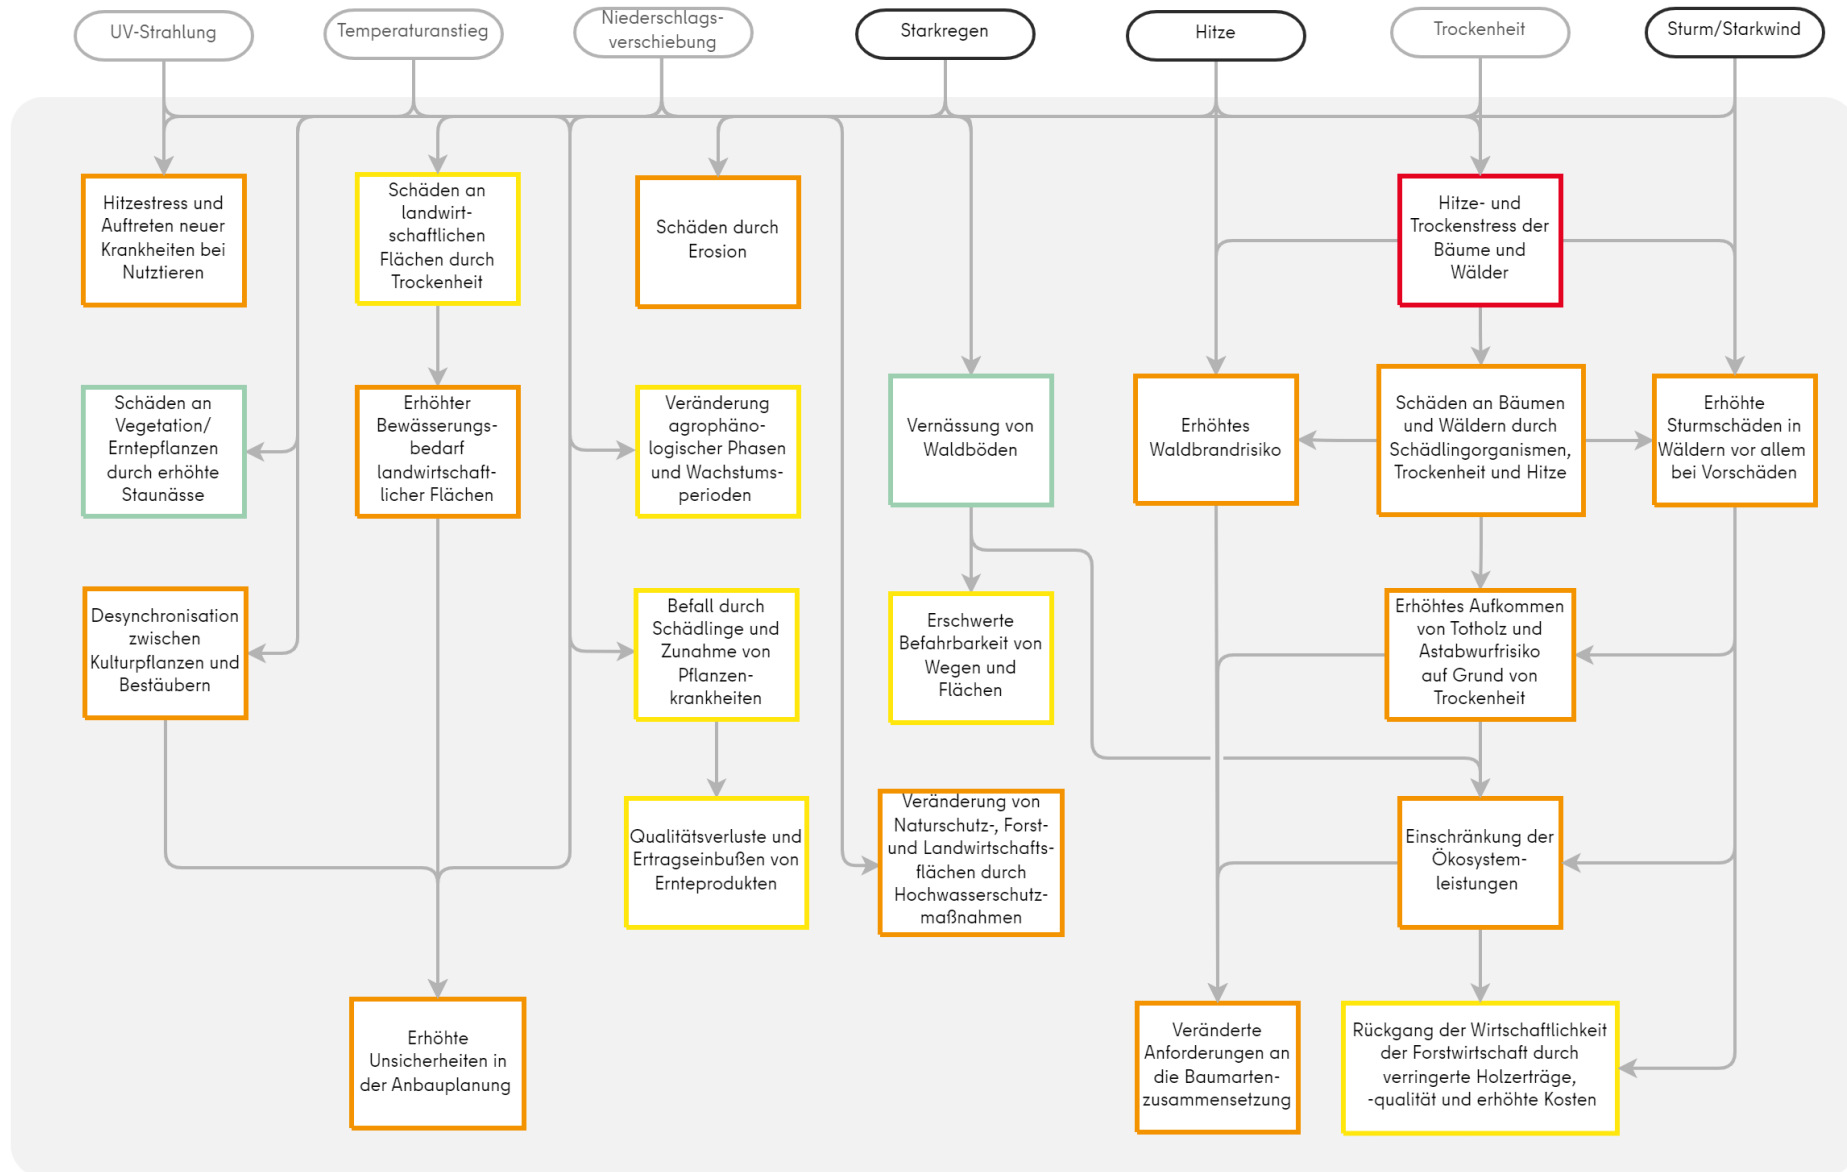 UV-Strahlung
Temperaturanstieg
Niederschlags-
verschiebung
Starkregen
Hitze
Trockenheit
Sturm/Starkwind
Hitzestress und
Auftreten neuer
Krankheiten bei
Nutztieren
Schäden an
landwirt-
schaftlichen
Flächen durch
Trockenheit
Schäden durch
Erosion
Hitze- und
Trockenstress der
Bäume und
Wälder
Schäden an
Vegetation/
Erntepflanzen
durch erhöhte
Staunässe
Erhöhter
Bewässerungs-
bedarf
landwirtschaft-
licher Flächen
Veränderung
agrophäno-
logischer Phasen
und Wachstums-
perioden
Vernässung von
Waldböden
Erhöhtes
Waldbrandrisiko
Schäden an Bäumen
und Wäldern durch
Schädlingorganismen,
Trockenheit und Hitze
Erhöhte
Sturmschäden in
Wäldern vor allem
bei Vorschäden
Desynchronisation
zwischen
Kulturpflanzen und
Bestäubern
Befall durch
Schädlinge und
Zunahme von
Pflanzen-
krankheiten
Erschwerte
Befahrbarkeit von
Wegen und
Flächen
Erhöhtes Aufkommen
von Totholz und
Astabwurfrisiko
auf Grund von
Trockenheit
Qualitätsverluste und
Ertragseinbußen von
Ernteprodukten
Veränderung von
Naturschutz-, Forst-
und Landwirtschafts-
flächen durch
Hochwasserschutz-
maßnahmen
Einschränkung der
Ökosystem-
leistungen
Erhöhte
Unsicherheiten in
der Anbauplanung
Veränderte
Anforderungen an
die Baumarten-
zusammensetzung
Rückgang der Wirtschaftlichkeit
der Forstwirtschaft durch
verringerte Holzerträge,
-qualität und erhöhte Kosten